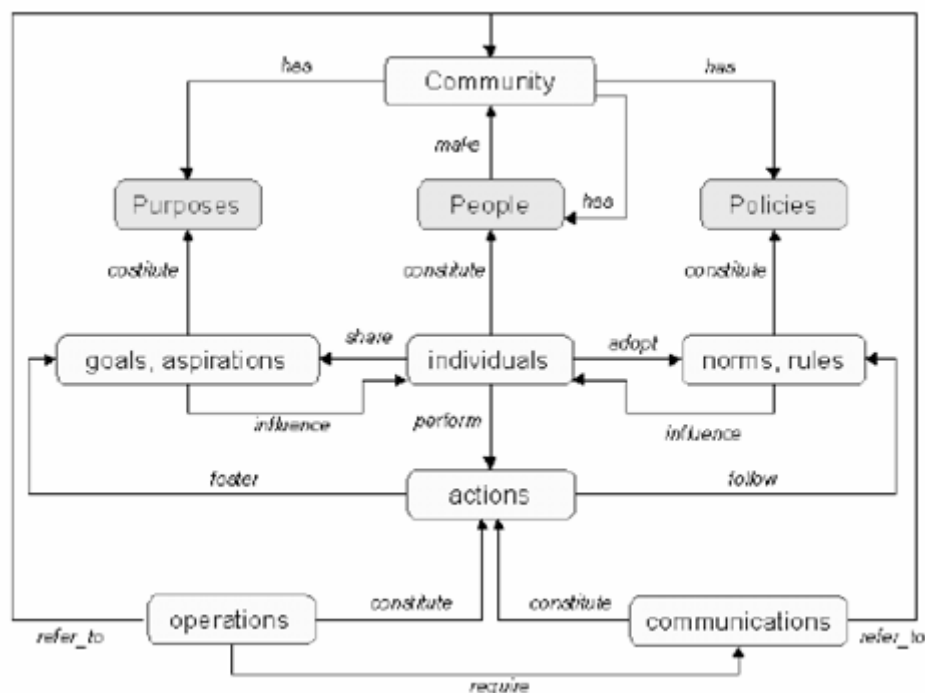 has
Community
has
make
Purposes
People
has
Policies
costitute
constitute
constitute
share
adopt
goals, aspirations
individuals
norms, rules
influence
perform
influence
foster
actions
follow
operations
constitute
constitute
communications
refer_to
refer_to
require